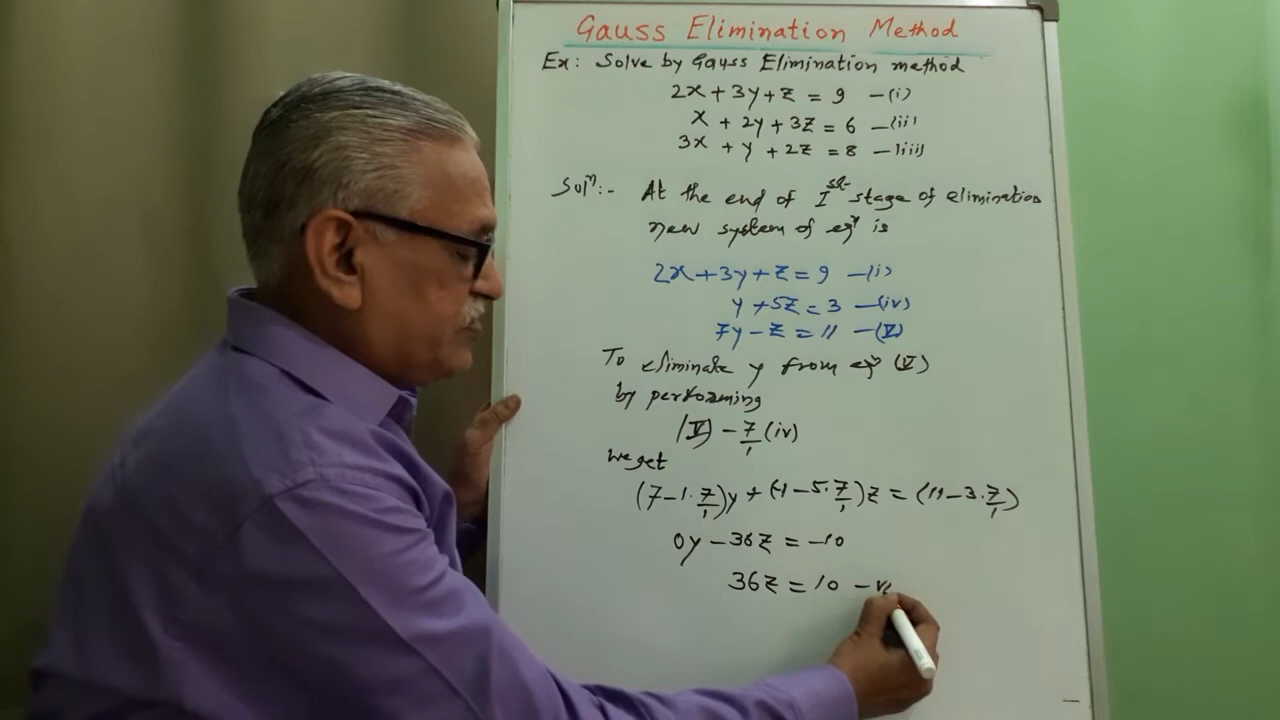 Gauss Elimination Method
Ex: Solve by Gauss Elimination method
2x + 3y + z = 9 —(i)
x + 2y + 3z = 6 —(ii)
3x + y + 2z = 8 —(iii)
Solⁿ:- At the end of Iˢᵗ stage of elimination
new system of eqⁿ is
2x + 3y + z = 9 —(i)
y + 5z = 3 —(iv)
7y - z = 11 —(V)
To eliminate y from eqⁿ (V)
by performing
(V) - 7/1 (iv)
we get
(7 - 1·7/1)y + (-1 - 5·7/1)z = (11 - 3·7/1)
0y - 36z = -10
36z = 10 —